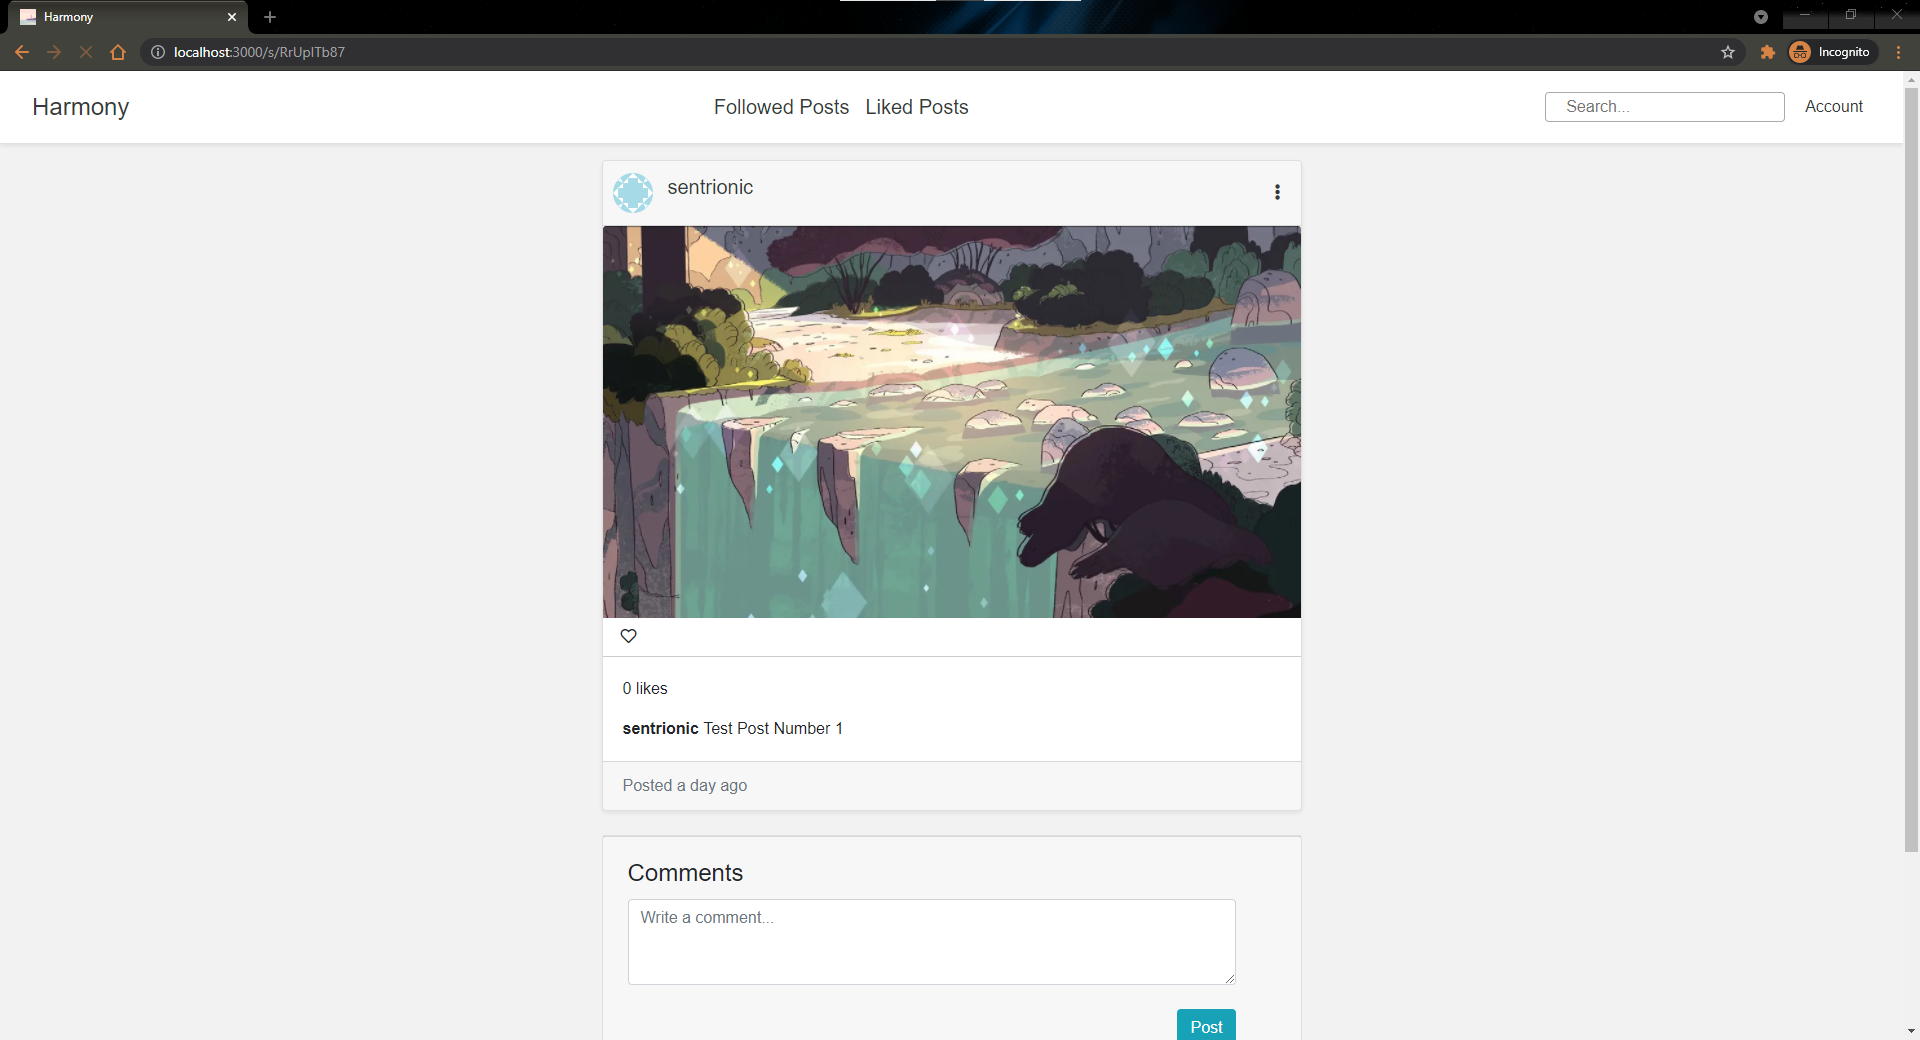 Harmony
localhost:3000/s/RrUpITb87
Incognito
Harmony
Followed Posts Liked Posts
Search...
Account
sentrionic
0 likes
sentrionic Test Post Number 1
Posted a day ago
Comments
Write a comment...
Post